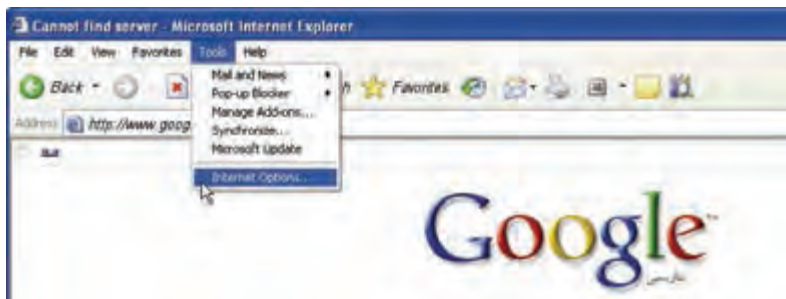 Cannot find server - Microsoft Internet Explorer
File Edit View Favorites Tools Help
Back
Favorites
Mail and News
Pop-up Blocker
Manage Add-ons...
Synchronize...
Microsoft Update
Internet Options...
Address http://www.goog
Google
فارسی